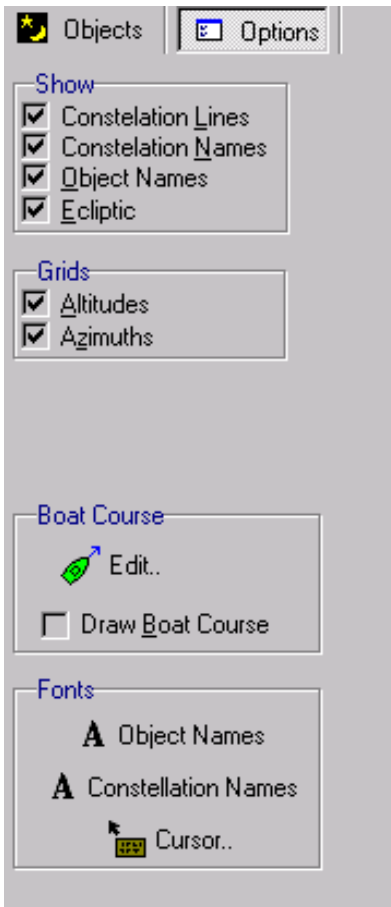 Objects Options
Show
Constelation Lines
Constelation Names
Object Names
Ecliptic
Grids
Altitudes
Azimuths
Boat Course
Edit..
Draw Boat Course
Fonts
A Object Names
A Constellation Names
Cursor..